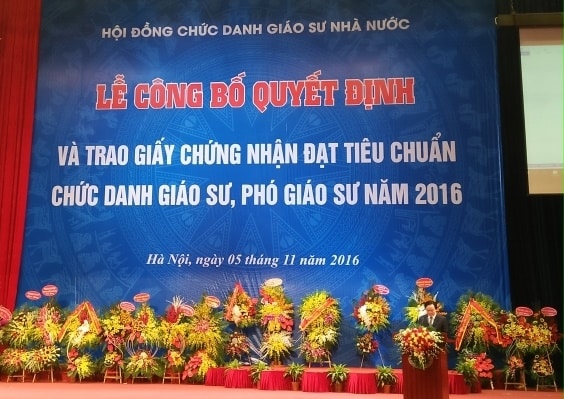 HỘI ĐỒNG CHỨC DANH GIÁO SƯ NHÀ NƯỚC
LỄ CÔNG BỐ QUYẾT ĐỊNH
VÀ TRAO GIẤY CHỨNG NHẬN ĐẠT TIÊU CHUẨN
CHỨC DANH GIÁO SƯ, PHÓ GIÁO SƯ NĂM 2016
Hà Nội, ngày 05 tháng 11 năm 2016